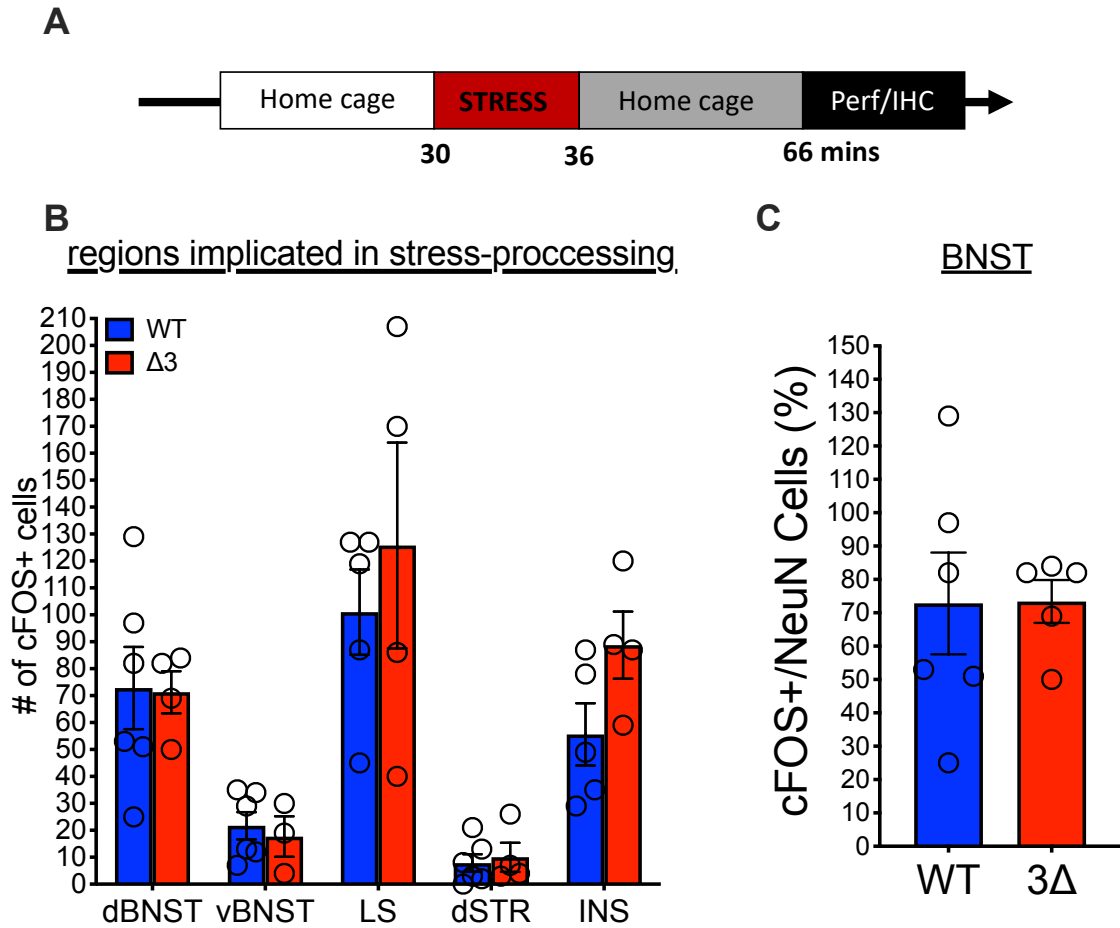 A
Home cage STRESS Home cage Perf/IHC
30 36 66 mins
B
regions implicated in stress-proccessing
WT
Δ3
# of cFOS+ cells
210
200
190
180
170
160
150
140
130
120
110
100
90
80
70
60
50
40
30
20
10
0
dBNST vBNST LS dSTR INS
C
BNST
cFOS+/NeuN Cells (%)
150
140
130
120
110
100
90
80
70
60
50
40
30
20
10
0
WT 3Δ